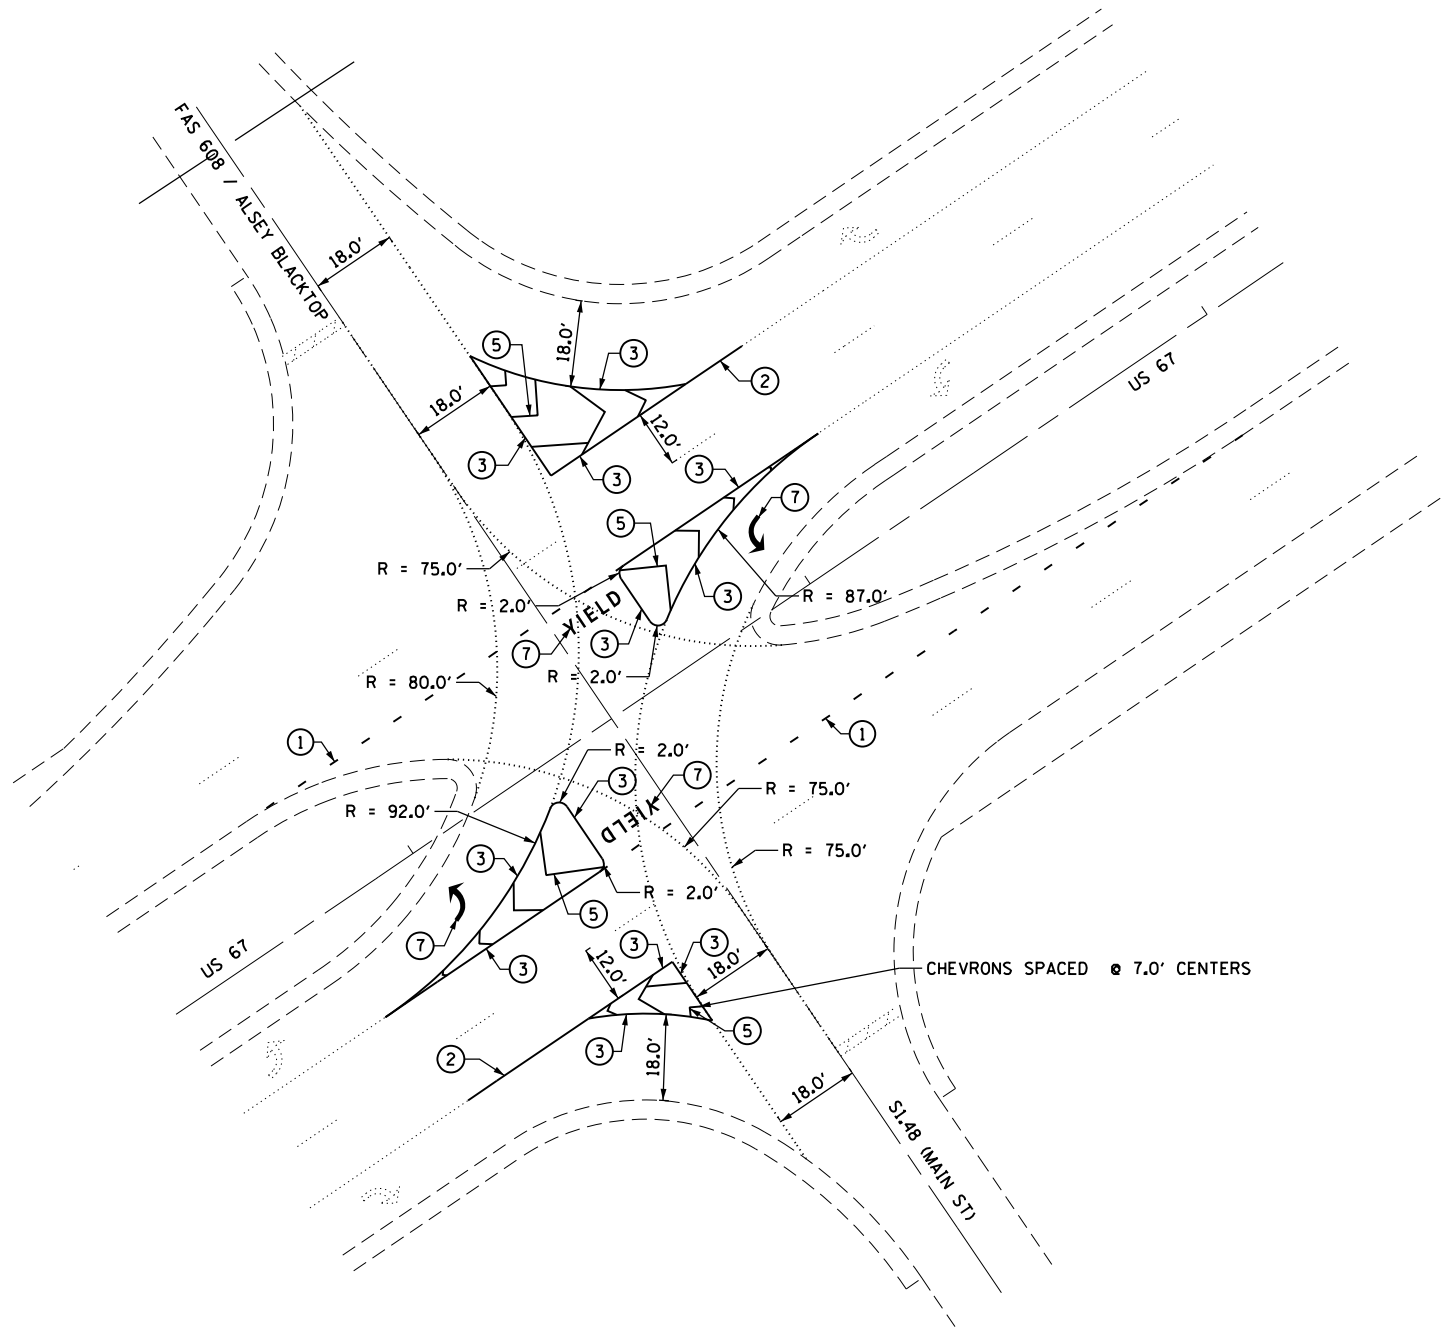 FAS 608 / ALSEY BLACKTOP
18.0'
18.0'
5
3
2
18.0'
12.0'
US 67
3
3
3
7
5
R = 75.0'
R = 2.0'
YIELD
3
R = 87.0'
3
7
R = 2.0'
R = 80.0'
1
1
R = 2.0'
3
7
R = 75.0'
R = 92.0'
YIELD
R = 75.0'
3
R = 2.0'
5
7
US 67
3
3
3
12.0'
18.0'
CHEVRONS SPACED @ 7.0' CENTERS
5
3
2
18.0'
18.0'
S1.48 (MAIN ST)